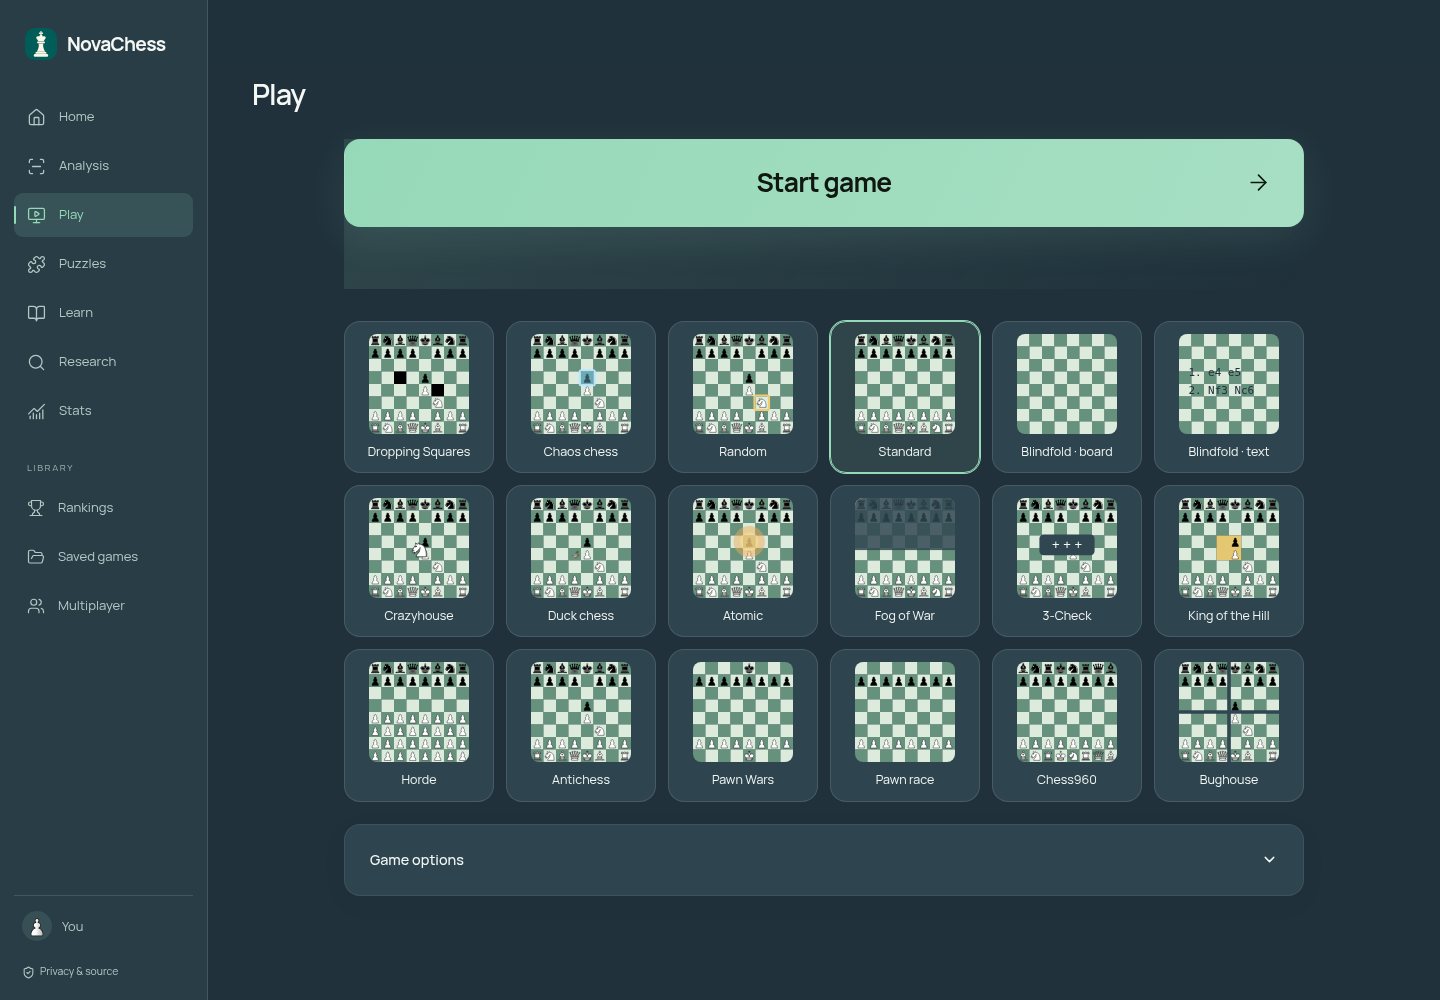 NovaChess
Home
Analysis
Play
Puzzles
Learn
Research
Stats
LIBRARY
Rankings
Saved games
Multiplayer
You
Privacy & source
Play
Start game
Dropping Squares
Chaos chess
Random
Standard
Blindfold · board
1. e4 e5
2. Nf3 Nc6
Blindfold · text
Crazyhouse
Duck chess
Atomic
Fog of War
+ + +
3-Check
King of the Hill
Horde
Antichess
Pawn Wars
Pawn race
Chess960
Bughouse
Game options